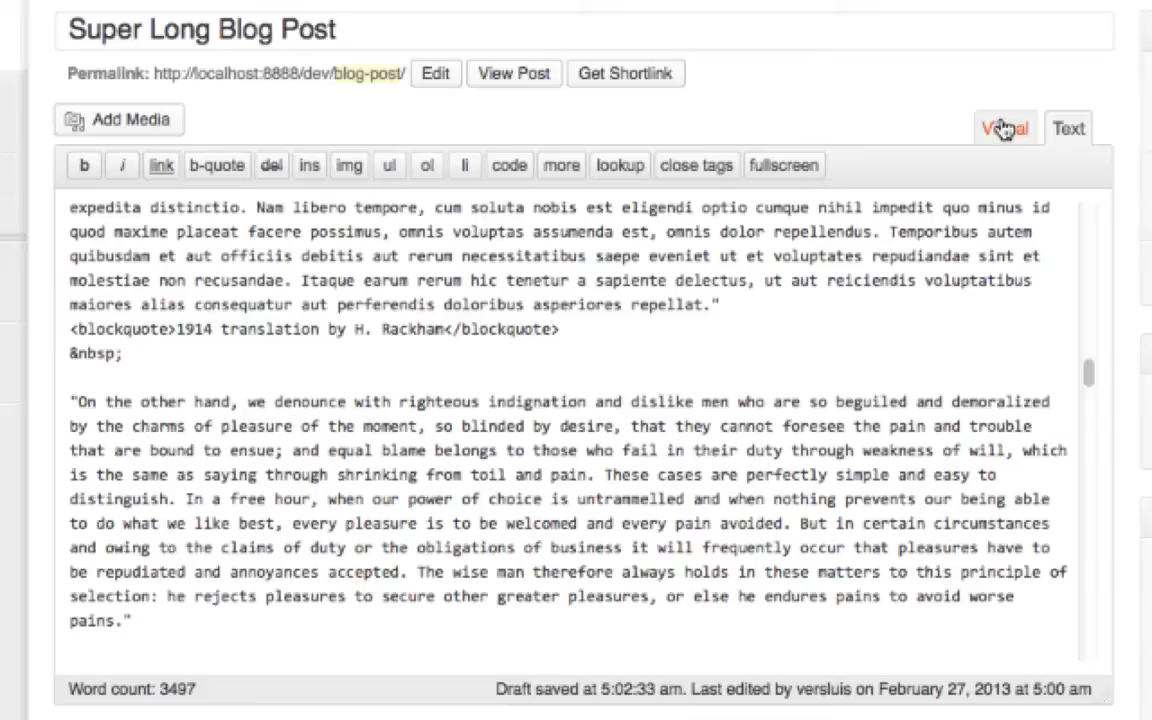 Super Long Blog Post
Permalink: http://localhost:8888/dev/blog-post/ Edit View Post Get Shortlink
Add Media
Text
b i link b-quote del ins img ul ol li code more lookup close tags fullscreen
expedita distinctio. Nam libero tempore, cum soluta nobis est eligendi optio cumque nihil impedit quo minus id
quod maxime placeat facere possimus, omnis voluptas assumenda est, omnis dolor repellendus. Temporibus autem
quibusdam et aut officiis debitis aut rerum necessitatibus saepe eveniet ut et voluptates repudiandae sint et
molestiae non recusandae. Itaque earum rerum hic tenetur a sapiente delectus, ut aut reiciendis voluptatibus
maiores alias consequatur aut perferendis doloribus asperiores repellat."
<blockquote>1914 translation by H. Rackham</blockquote>
&nbsp;
"On the other hand, we denounce with righteous indignation and dislike men who are so beguiled and demoralized
by the charms of pleasure of the moment, so blinded by desire, that they cannot foresee the pain and trouble
that are bound to ensue; and equal blame belongs to those who fail in their duty through weakness of will, which
is the same as saying through shrinking from toil and pain. These cases are perfectly simple and easy to
distinguish. In a free hour, when our power of choice is untrammelled and when nothing prevents our being able
to do what we like best, every pleasure is to be welcomed and every pain avoided. But in certain circumstances
and owing to the claims of duty or the obligations of business it will frequently occur that pleasures have to
be repudiated and annoyances accepted. The wise man therefore always holds in these matters to this principle of
selection: he rejects pleasures to secure other greater pleasures, or else he endures pains to avoid worse
pains."
Word count: 3497 Draft saved at 5:02:33 am. Last edited by versluis on February 27, 2013 at 5:00 am